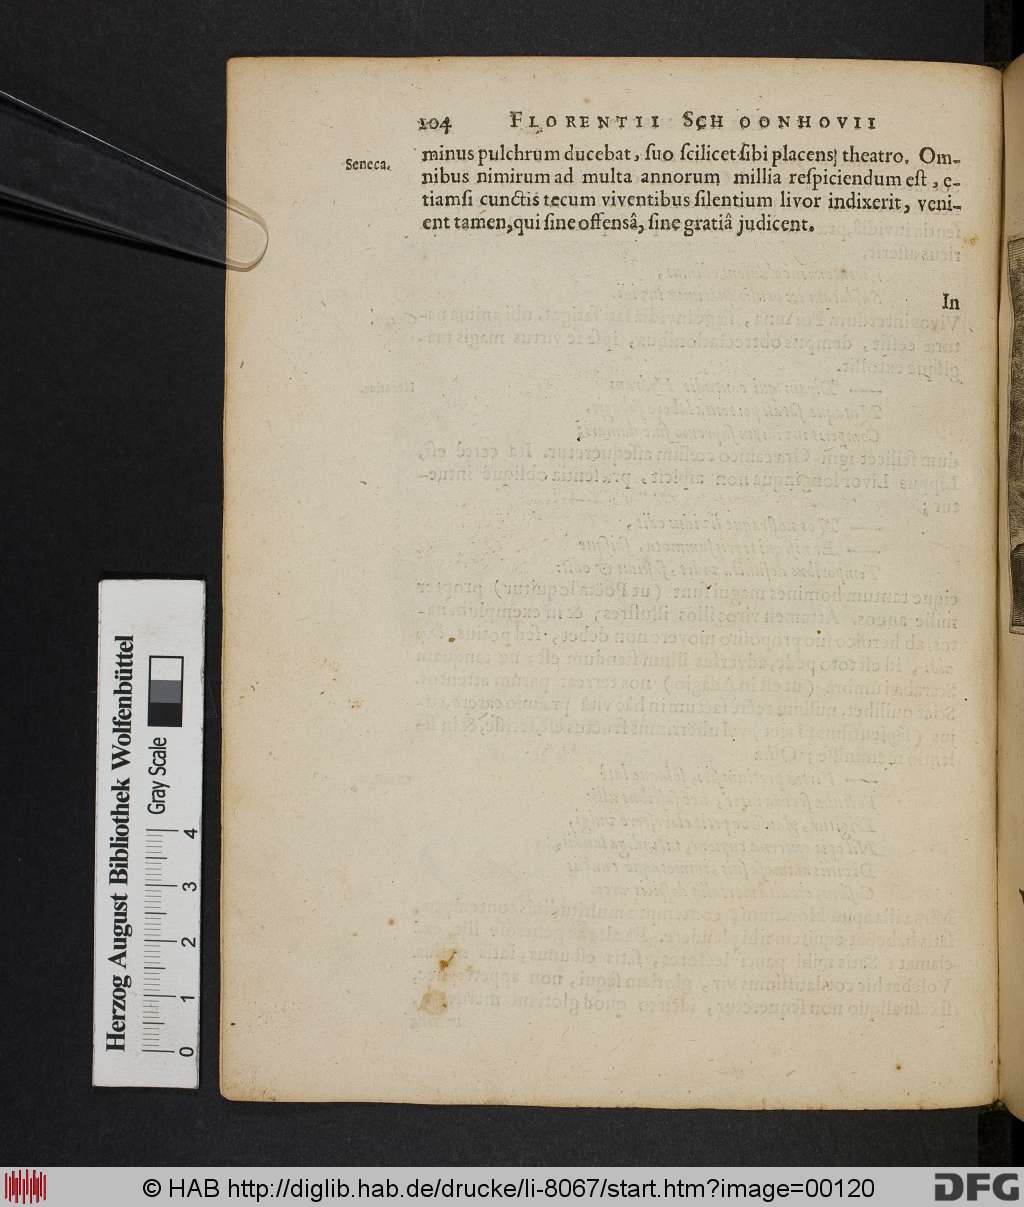 104 FLORENTII SCHOONHOVII
Seneca.
minus pulchrum ducebat, suo scilicet sibi placens theatro. Om-
nibus nimirum ad multa annorum millia respiciendum est, e-
tiamsi cunctis tecum viventibus silentium livor indixerit, veni-
ent tamen, qui sine offensâ, sine gratiâ judicent.
In
Herzog August Bibliothek Wolfenbüttel
Gray Scale
0 1 2 3 4
© HAB http://diglib.hab.de/drucke/li-8067/start.htm?image=00120
DFG